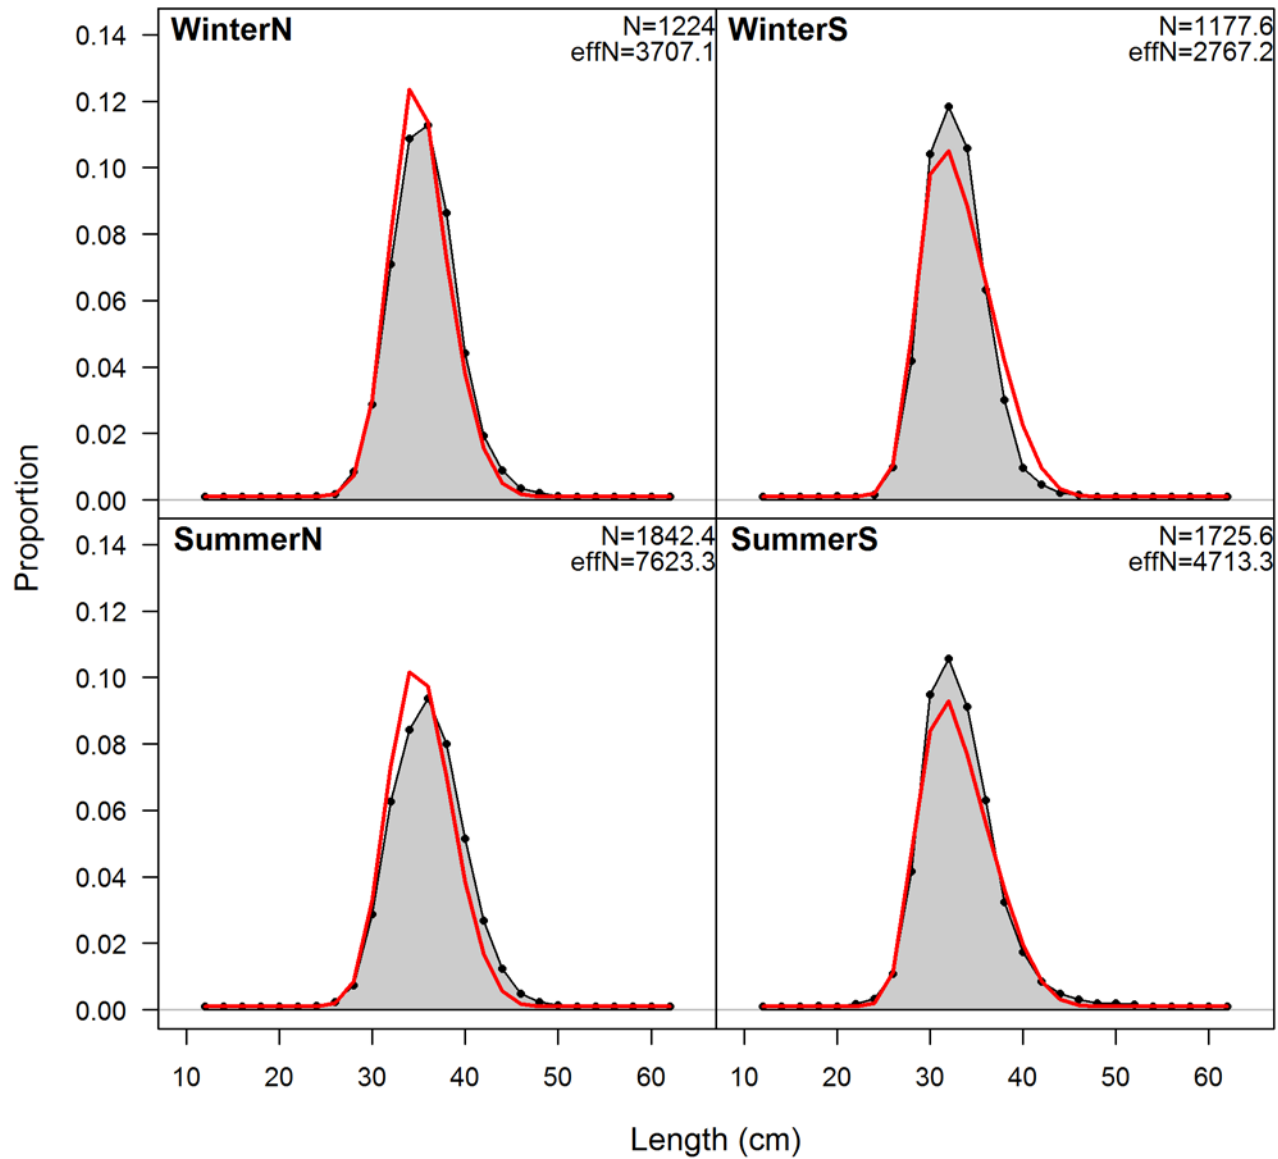 WinterN
N=1224
effN=3707.1
WinterS
N=1177.6
effN=2767.2
0.14
0.12
0.10
0.08
0.06
0.04
0.02
0.00
SummerN
N=1842.4
effN=7623.3
SummerS
N=1725.6
effN=4713.3
0.14
0.12
0.10
0.08
0.06
0.04
0.02
0.00
Proportion
10 20 30 40 50 60
10 20 30 40 50 60
Length (cm)